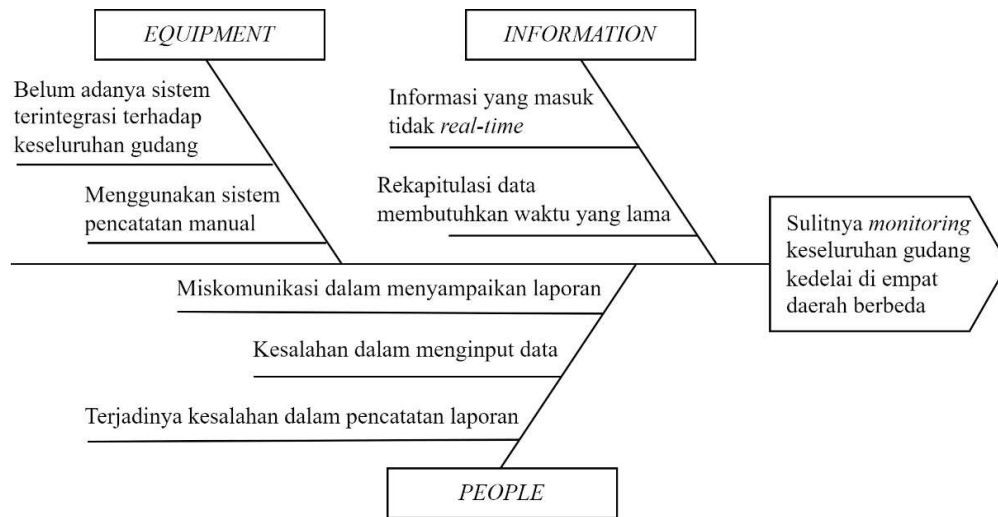 EQUIPMENT
INFORMATION
Belum adanya sistem
terintegrasi terhadap
keseluruhan gudang
Menggunakan sistem
pencatatan manual
Informasi yang masuk
tidak real-time
Rekapitulasi data
membutuhkan waktu yang lama
Sulitnya monitoring
keseluruhan gudang
kedelai di empat
daerah berbeda
Miskomunikasi dalam menyampaikan laporan
Kesalahan dalam menginput data
Terjadinya kesalahan dalam pencatatan laporan
PEOPLE